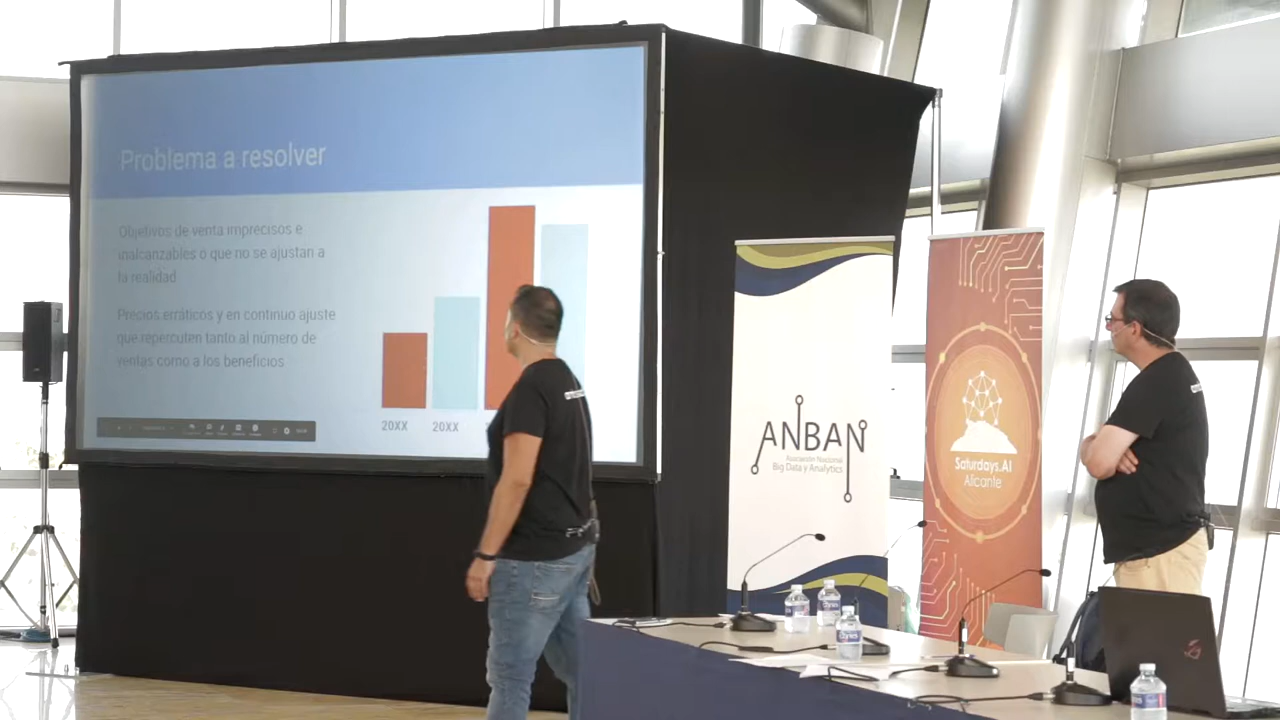 Problema a resolver
Objetivos de venta imprecisos e
inalcanzables o que no se ajustan a
la realidad
Precios erráticos y en continuo ajuste
que repercuten tanto al número de
ventas como a los beneficios
20XX
20XX
ANBAN
Asociación Nacional
Big Data y Analytics
Saturdays.AI
Alicante